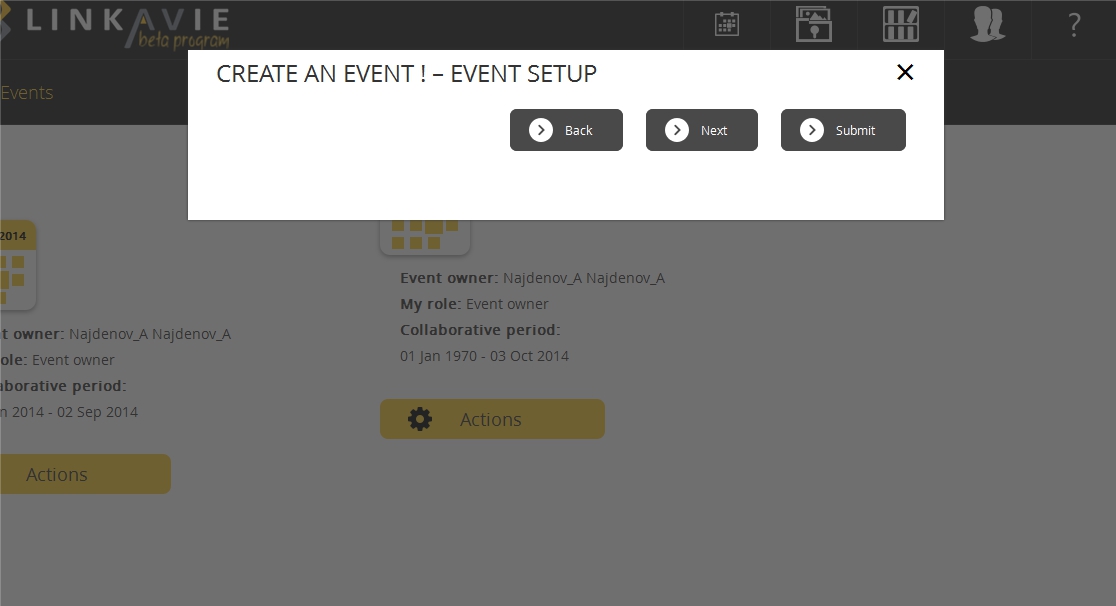 LINKAVIE
beta program
?
CREATE AN EVENT ! – EVENT SETUP
Back
Next
Submit
Events
2014
t owner: Najdenov_A Najdenov_A
ole: Event owner
aborative period:
n 2014 - 02 Sep 2014
Actions
Event owner: Najdenov_A Najdenov_A
My role: Event owner
Collaborative period:
01 Jan 1970 - 03 Oct 2014
Actions